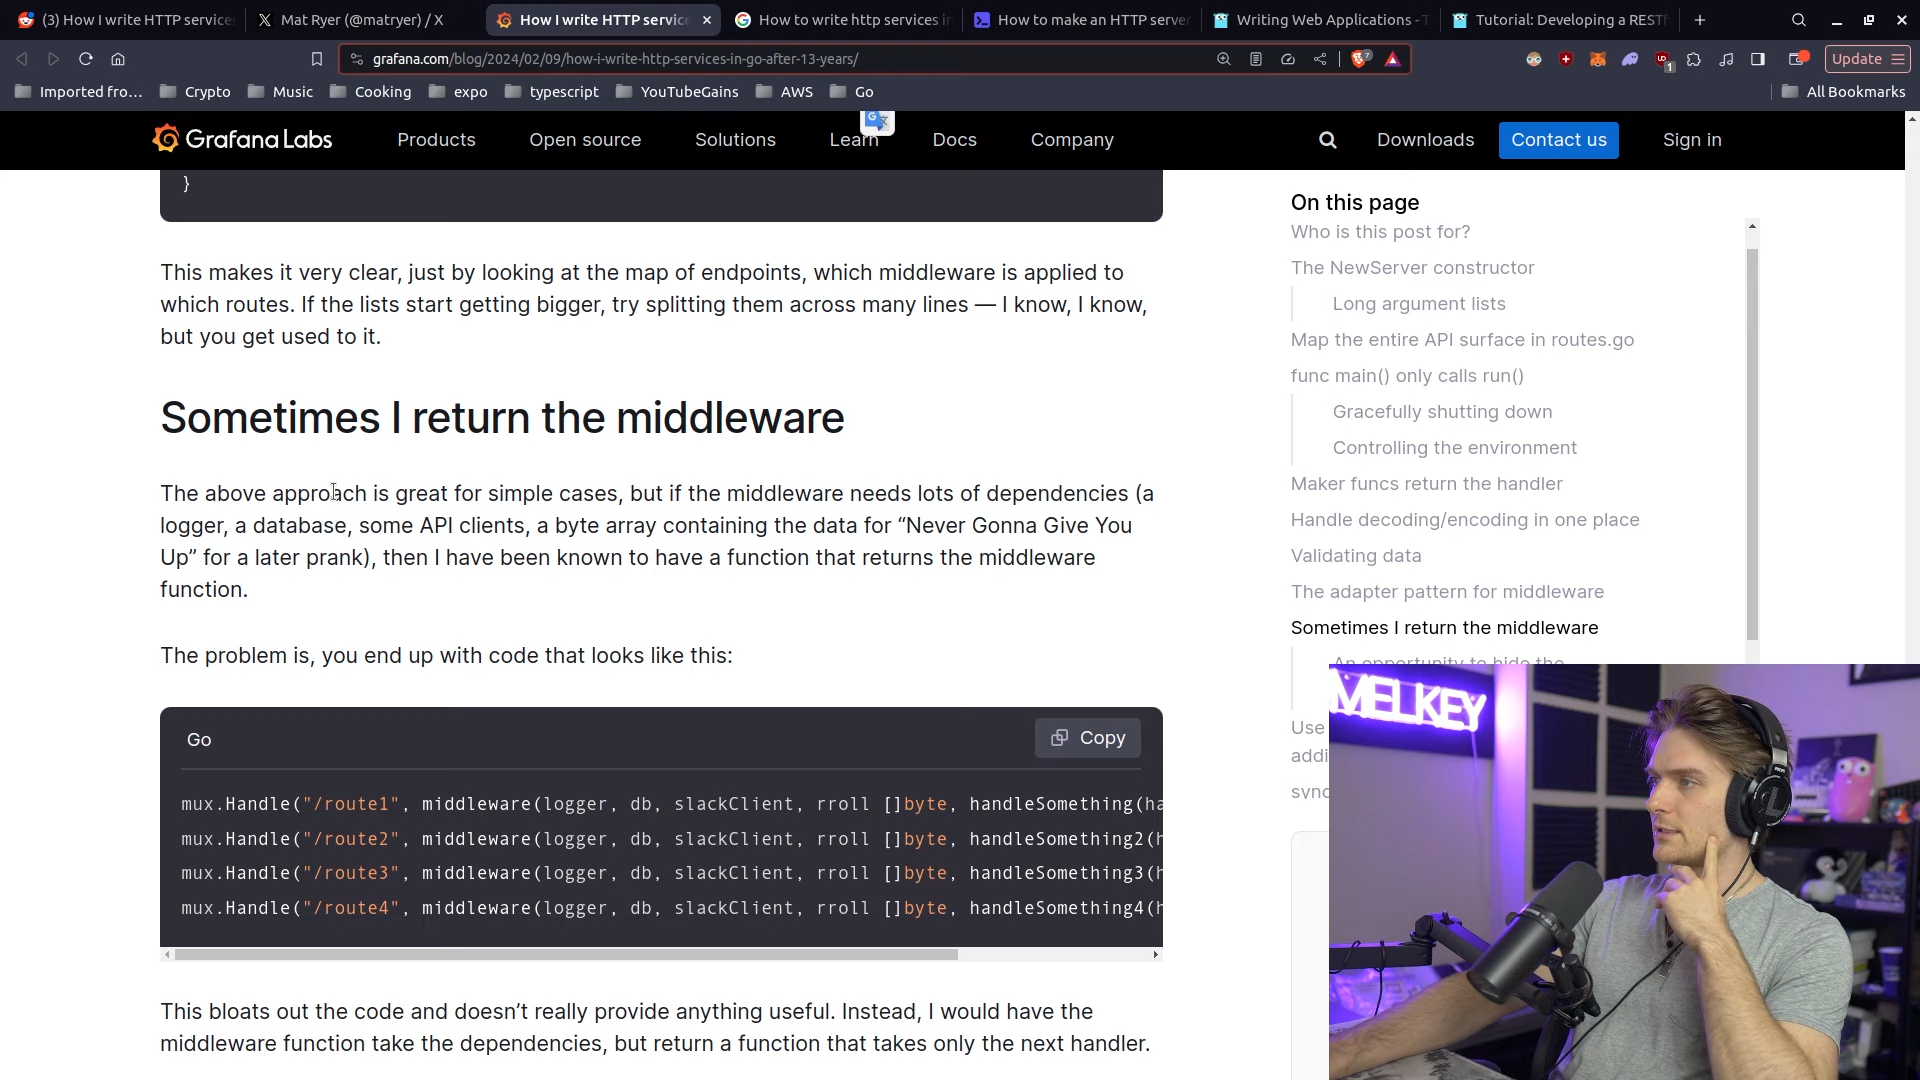 (3) How I write HTTP service
Mat Ryer (@matryer) / X
How I write HTTP servic
How to write http services in
How to make an HTTP server
Writing Web Applications - T
Tutorial: Developing a REST
grafana.com/blog/2024/02/09/how-i-write-http-services-in-go-after-13-years/
7
1
Update
Imported fro...
Crypto
Music
Cooking
expo
typescript
YouTubeGains
AWS
Go
All Bookmarks
Grafana Labs
Products
Open source
Solutions
Learn
Docs
Company
Downloads
Contact us
Sign in
}
This makes it very clear, just by looking at the map of endpoints, which middleware is applied to
which routes. If the lists start getting bigger, try splitting them across many lines — I know, I know,
but you get used to it.
Sometimes I return the middleware
The above approach is great for simple cases, but if the middleware needs lots of dependencies (a
logger, a database, some API clients, a byte array containing the data for “Never Gonna Give You
Up” for a later prank), then I have been known to have a function that returns the middleware
function.
The problem is, you end up with code that looks like this:
Go
Copy
mux.Handle("/route1", middleware(logger, db, slackClient, rroll []byte, handleSomething(ha
mux.Handle("/route2", middleware(logger, db, slackClient, rroll []byte, handleSomething2(h
mux.Handle("/route3", middleware(logger, db, slackClient, rroll []byte, handleSomething3(h
mux.Handle("/route4", middleware(logger, db, slackClient, rroll []byte, handleSomething4(h
This bloats out the code and doesn’t really provide anything useful. Instead, I would have the
middleware function take the dependencies, but return a function that takes only the next handler.
On this page
Who is this post for?
The NewServer constructor
Long argument lists
Map the entire API surface in routes.go
func main() only calls run()
Gracefully shutting down
Controlling the environment
Maker funcs return the handler
Handle decoding/encoding in one place
Validating data
The adapter pattern for middleware
Sometimes I return the middleware
An opportunity to hide the
Use
addi
sync
MELKEY